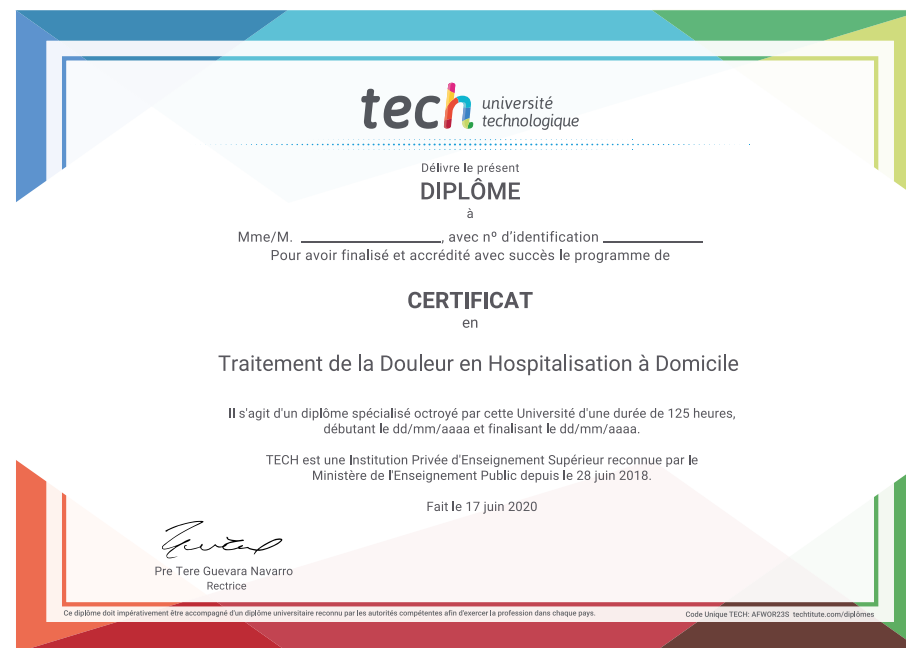 tech université
technologique
Délivre le présent
DIPLÔME
à
Mme/M. ____________________, avec nº d'identification ______________
Pour avoir finalisé et accrédité avec succès le programme de
CERTIFICAT
en
Traitement de la Douleur en Hospitalisation à Domicile
Il s'agit d'un diplôme spécialisé octroyé par cette Université d'une durée de 125 heures,
débutant le dd/mm/aaaa et finalisant le dd/mm/aaaa.
TECH est une Institution Privée d'Enseignement Supérieur reconnue par le
Ministère de l'Enseignement Public depuis le 28 juin 2018.
Fait le 17 juin 2020
Pre Tere Guevara Navarro
Rectrice
Ce diplôme doit impérativement être accompagné d'un diplôme universitaire reconnu par les autorités compétentes afin d'exercer la profession dans chaque pays.
Code Unique TECH: AFWOR23S techtitute.com/diplômes